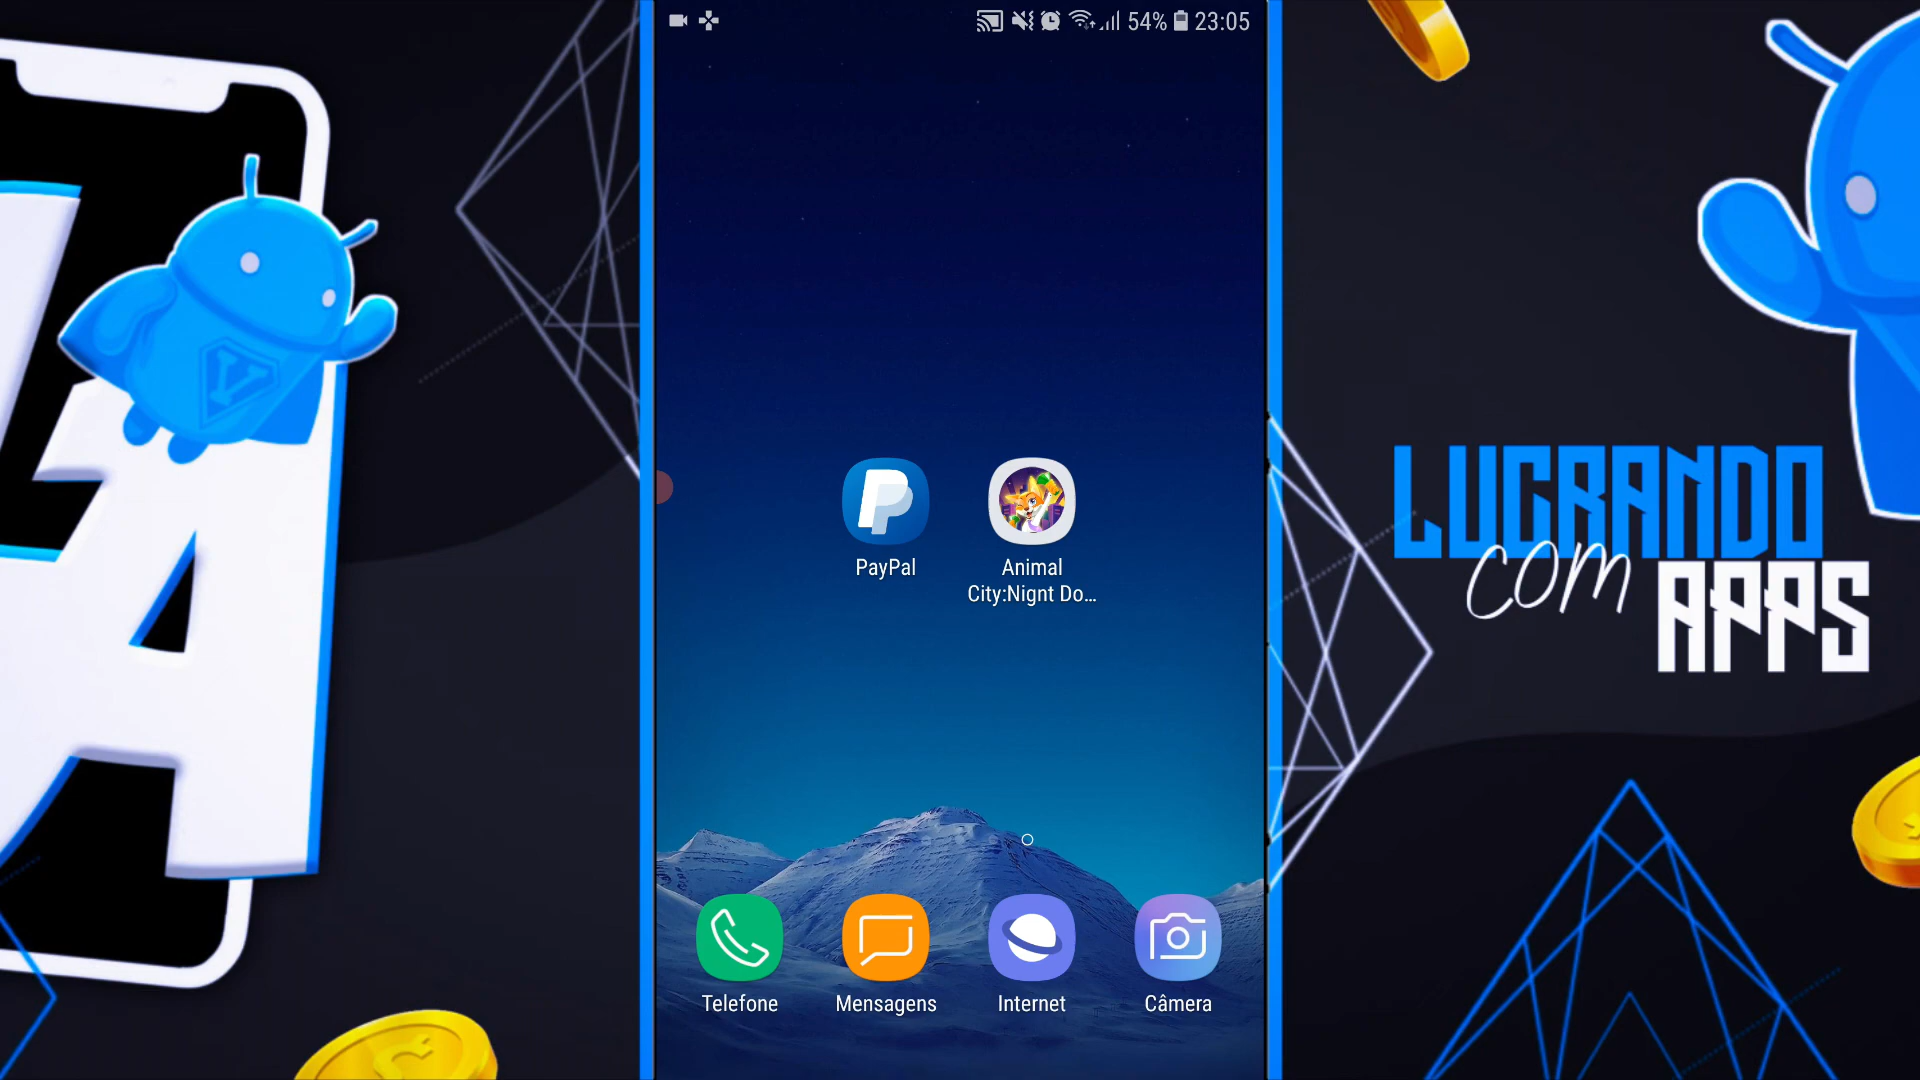 54% 23:05
PayPal
Animal
City:Nignt Do...
Telefone
Mensagens
Internet
Câmera
LUCRANDO
com
APPS
V
A